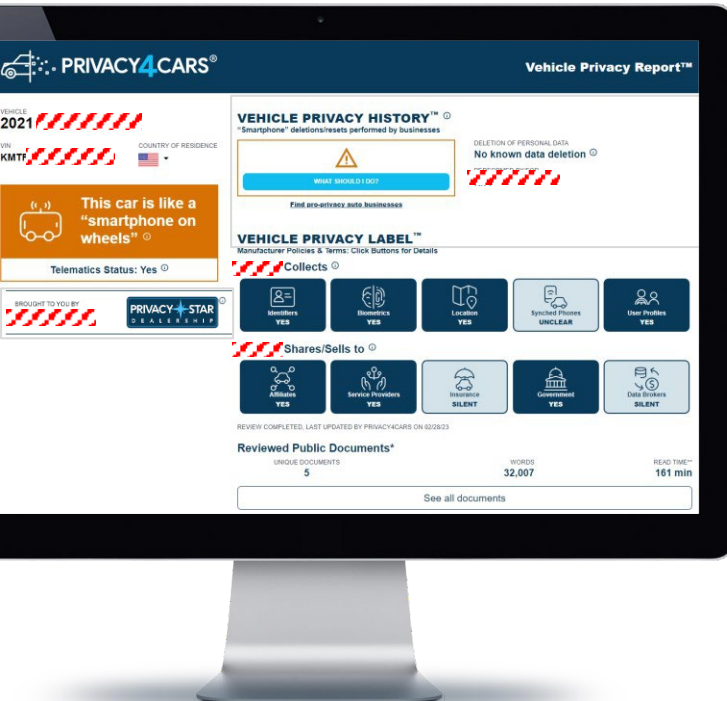 PRIVACY4CARS®
Vehicle Privacy Report™
VEHICLE
2021
VIN
COUNTRY OF RESIDENCE
This car is like a
“smartphone on
wheels”
Telematics Status: Yes
BROUGHT TO YOU BY
PRIVACY STAR
DEALERSHIP
VEHICLE PRIVACY HISTORY™
"Smartphone" deletions/resets performed by businesses
WHAT SHOULD I DO?
Find pro-privacy auto businesses
DELETION OF PERSONAL DATA
No known data deletion
VEHICLE PRIVACY LABEL™
Manufacturer Policies & Terms: Click Buttons for Details
Collects
Identifiers
YES
Biometrics
YES
Location
YES
Synched Phones
UNCLEAR
User Profiles
YES
Shares/Sells to
Affiliates
YES
Service Providers
YES
Insurance
SILENT
Government
YES
Data Brokers
SILENT
REVIEW COMPLETED, LAST UPDATED BY PRIVACY4CARS ON 02/28/23
Reviewed Public Documents*
UNIQUE DOCUMENTS
5
WORDS
32,007
READ TIME**
161 min
See all documents